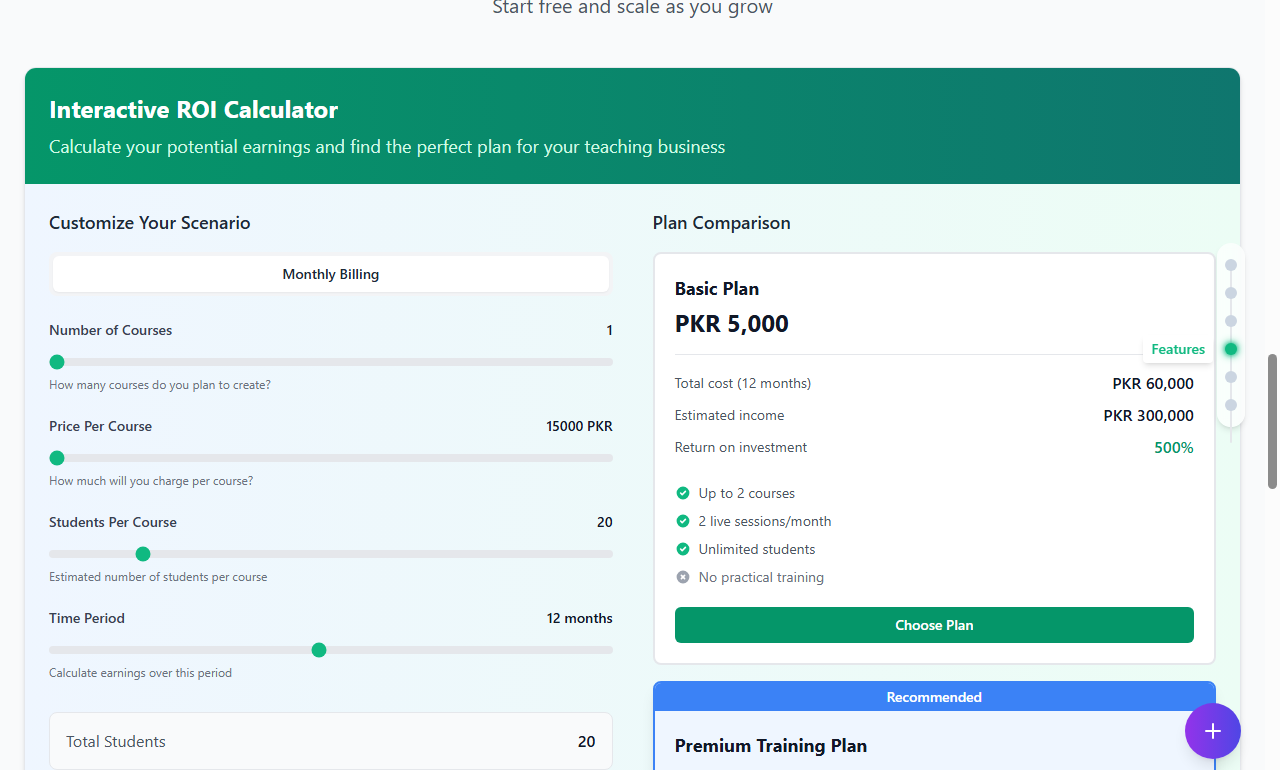 Start free and scale as you grow
Interactive ROI Calculator
Calculate your potential earnings and find the perfect plan for your teaching business
Customize Your Scenario
Monthly Billing
Number of Courses 1
How many courses do you plan to create?
Price Per Course 15000 PKR
How much will you charge per course?
Students Per Course 20
Estimated number of students per course
Time Period 12 months
Calculate earnings over this period
Total Students 20
Plan Comparison
Basic Plan
PKR 5,000
Features
Total cost (12 months) PKR 60,000
Estimated income PKR 300,000
Return on investment 500%
Up to 2 courses
2 live sessions/month
Unlimited students
No practical training
Choose Plan
Recommended
Premium Training Plan